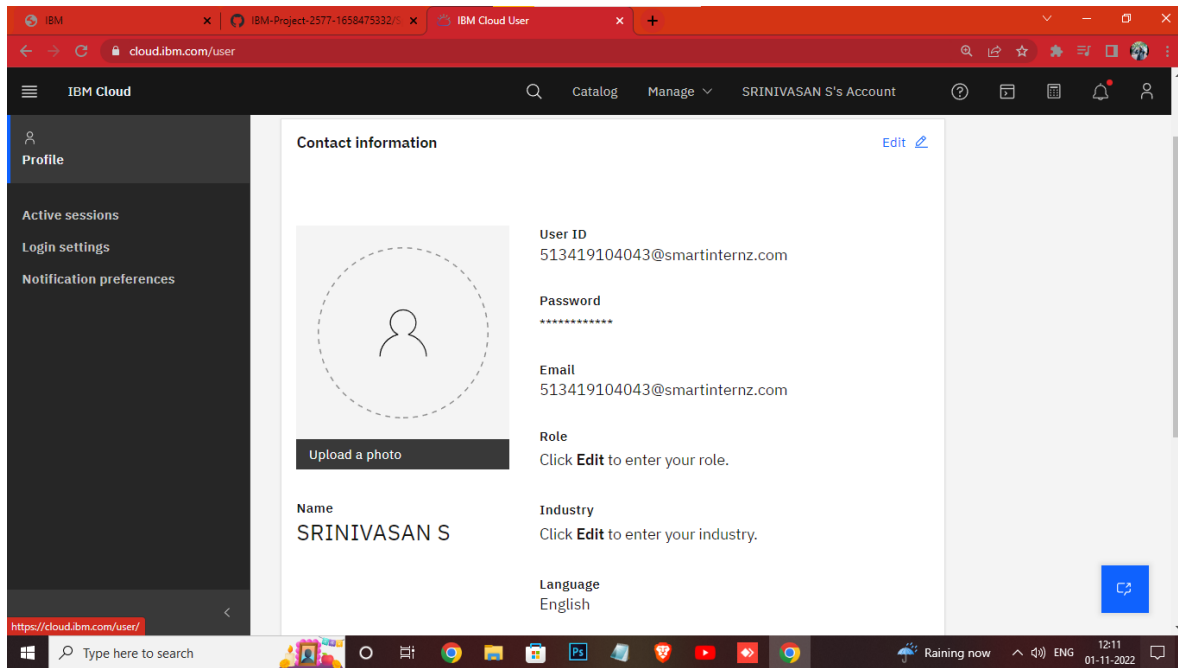 IBM
IBM-Project-2577-1658475332/S
IBM Cloud User
cloud.ibm.com/user
IBM Cloud
Catalog
Manage
SRINIVASAN S's Account
Profile
Active sessions
Login settings
Notification preferences
Contact information
Edit
Upload a photo
Name
SRINIVASAN S
User ID
513419104043@smartinternz.com
Password
************
Email
513419104043@smartinternz.com
Role
Click Edit to enter your role.
Industry
Click Edit to enter your industry.
Language
English
https://cloud.ibm.com/user/
Type here to search
Ps
Raining now
ENG
12:11
01-11-2022